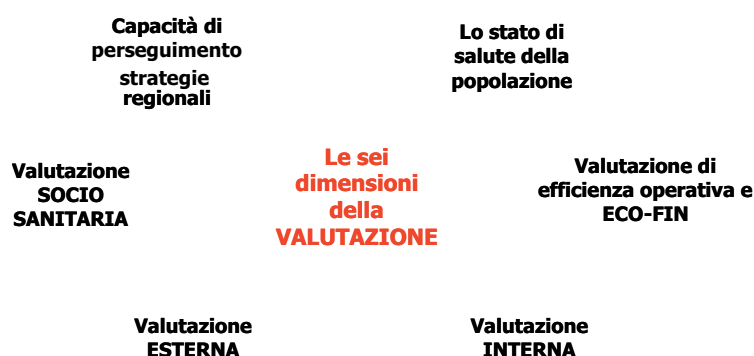 Capacità di
perseguimento
strategie
regionali
Lo stato di
salute della
popolazione
Valutazione
SOCIO
SANITARIA
Le sei
dimensioni
della
VALUTAZIONE
Valutazione di
efficienza operativa e
ECO-FIN
Valutazione
ESTERNA
Valutazione
INTERNA